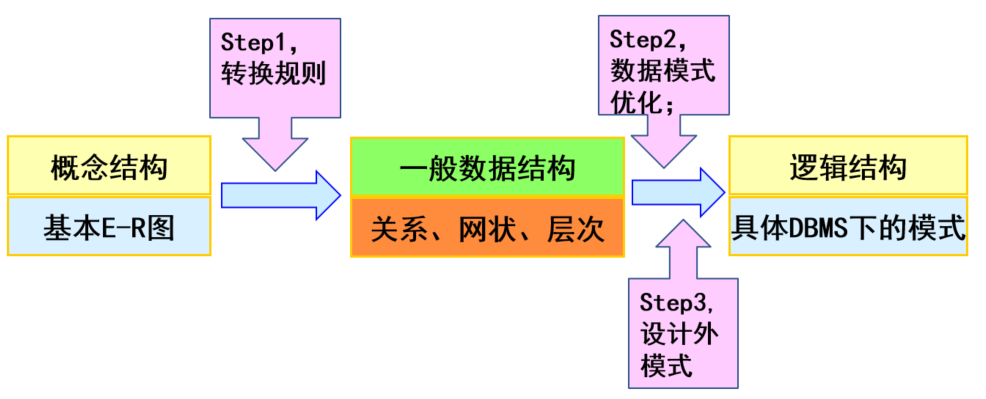 Step1，
转换规则
Step2，
数据模式
优化；
概念结构
基本E-R图
一般数据结构
关系、网状、层次
逻辑结构
具体DBMS下的模式
Step3，
设计外
模式